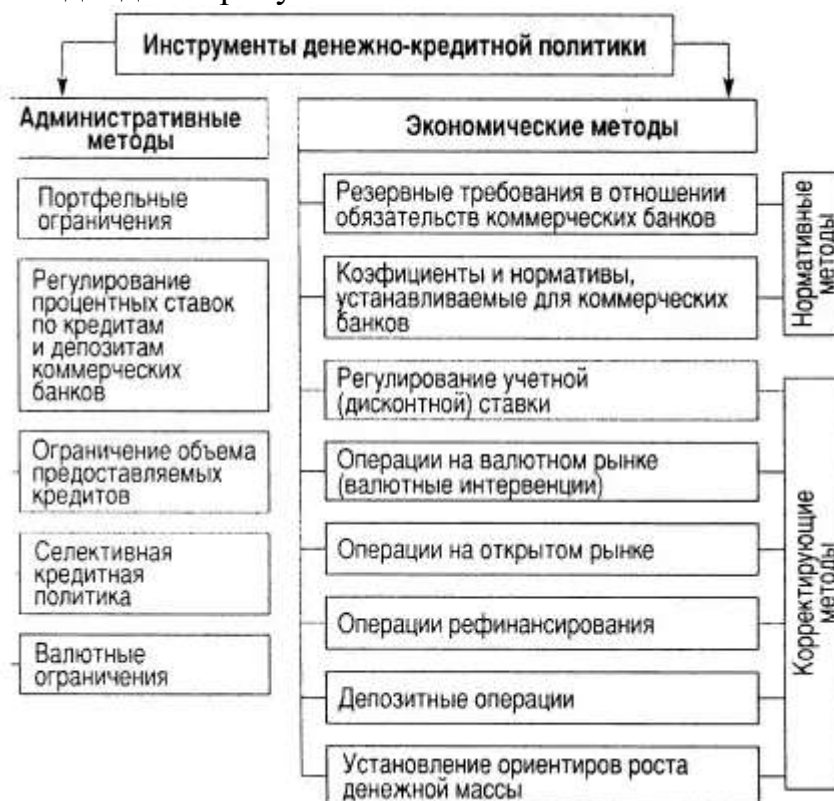 Инструменты денежно-кредитной политики
Административные
методы
Портфельные
ограничения
Регулирование
процентных ставок
по кредитам
и депозитам
коммерческих
банков
Ограничение объема
предоставляемых
кредитов
Селективная
кредитная
политика
Валютные
ограничения
Экономические методы
Резервные требования в отношении
обязательств коммерческих банков
Коэфициенты и нормативы,
устанавливаемые для коммерческих
банков
Регулирование учетной
(дисконтной) ставки
Операции на валютном рынке
(валютные интервенции)
Операции на открытом рынке
Операции рефинансирования
Депозитные операции
Установление ориентиров роста
денежной массы
Нормативные
методы
Корректирующие
методы